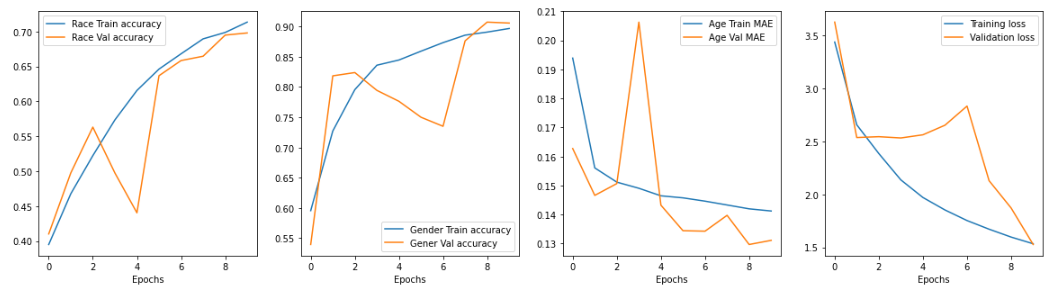 Race Train accuracy
Race Val accuracy
0.70
0.65
0.60
0.55
0.50
0.45
0.40
0 2 4 6 8
Epochs
0.90
0.85
0.80
0.75
0.70
0.65
0.60
0.55
Gender Train accuracy
Gener Val accuracy
0 2 4 6 8
Epochs
0.21
Age Train MAE
Age Val MAE
0.20
0.19
0.18
0.17
0.16
0.15
0.14
0.13
0 2 4 6 8
Epochs
Training loss
Validation loss
3.5
3.0
2.5
2.0
1.5
0 2 4 6 8
Epochs